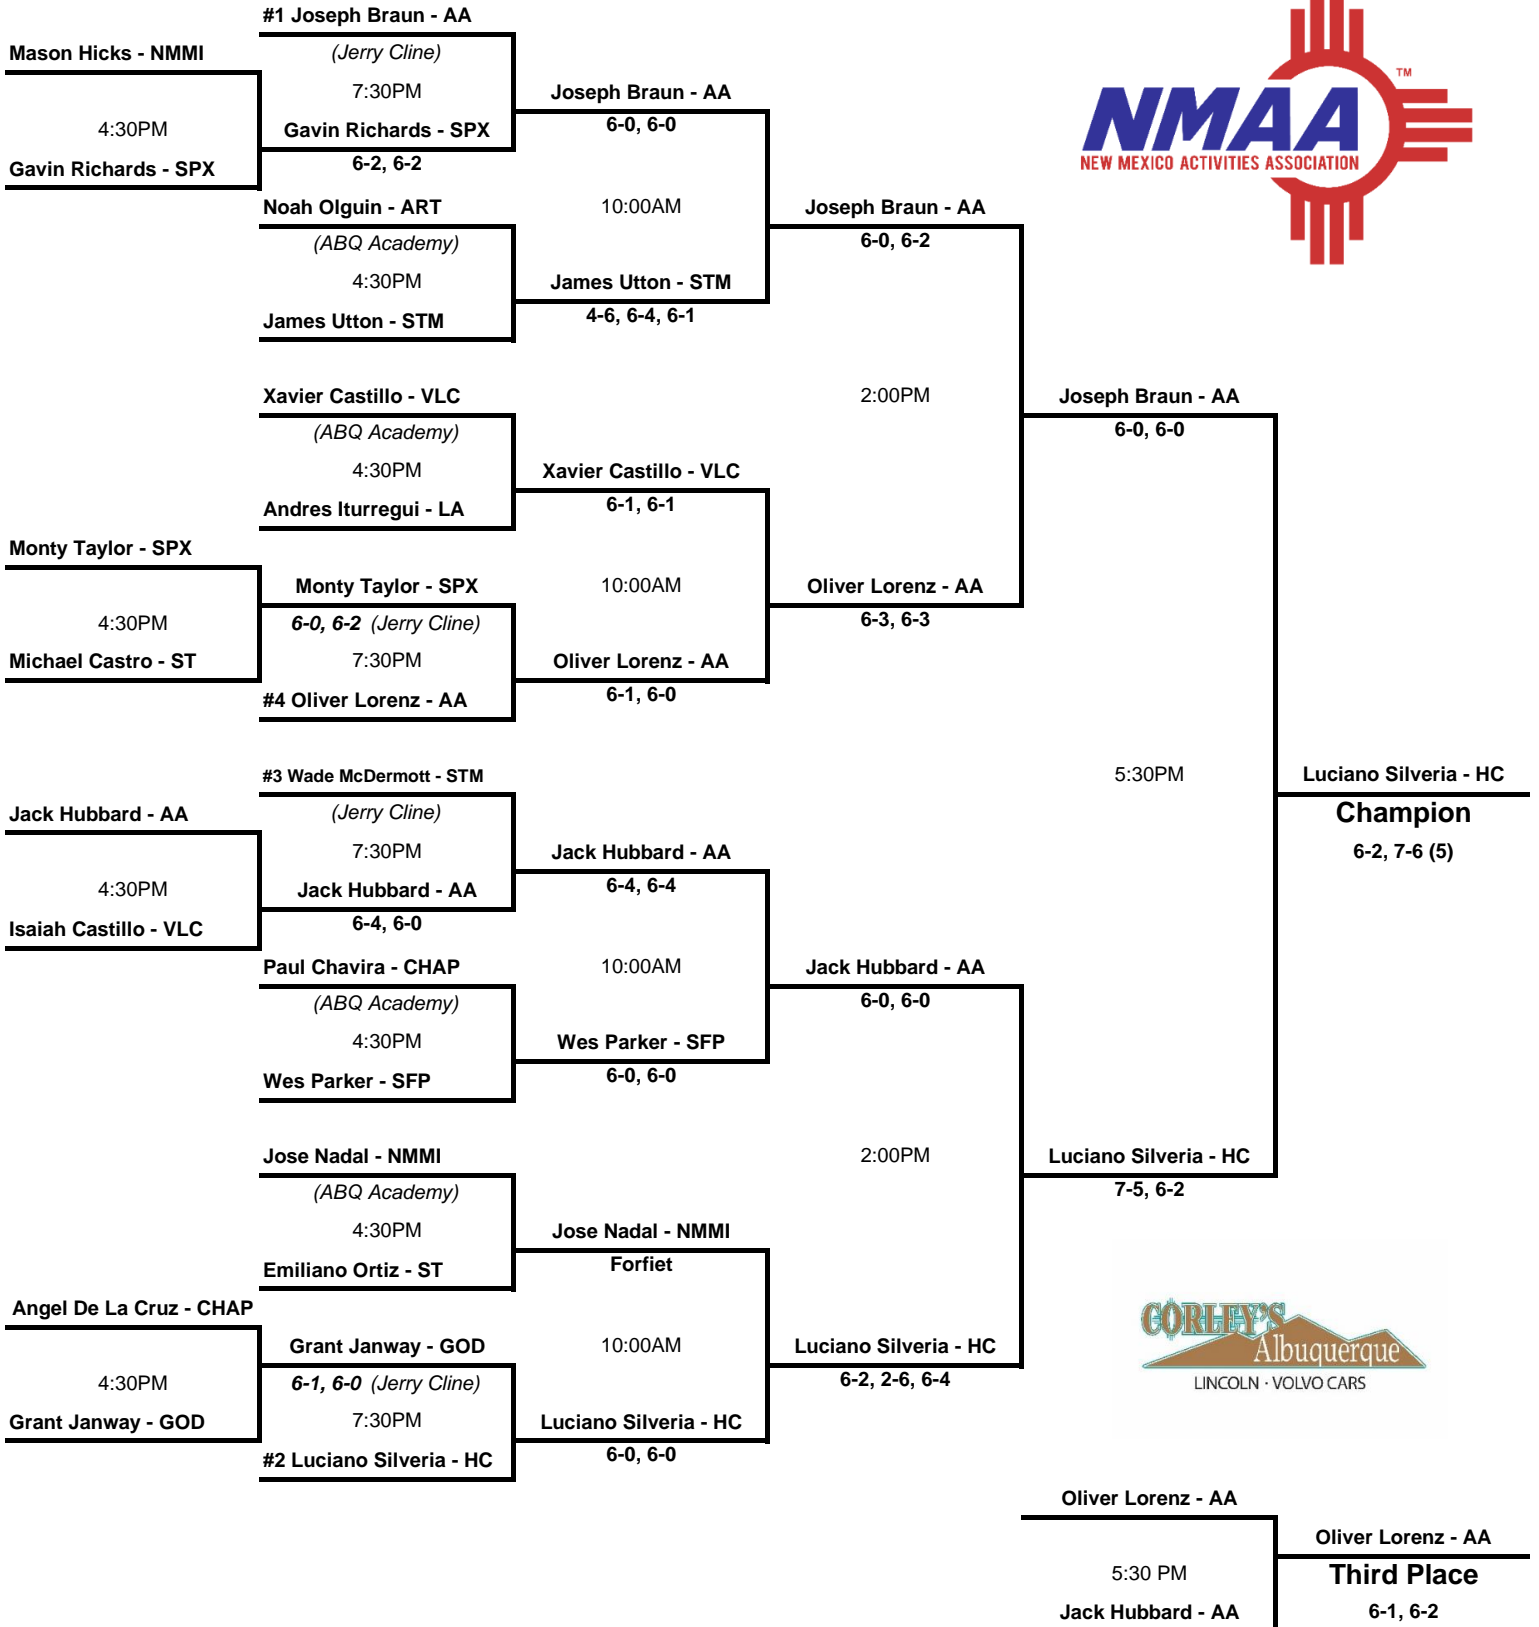 #1 Joseph Braun - AA
Mason Hicks - NMMI
(Jerry Cline)
7:30PM
Joseph Braun - AA
4:30PM
Gavin Richards - SPX
6-0, 6-0
Gavin Richards - SPX
6-2, 6-2
Noah Olguin - ART
10:00AM
Joseph Braun - AA
(ABQ Academy)
6-0, 6-2
4:30PM
James Utton - STM
James Utton - STM
4-6, 6-4, 6-1
Xavier Castillo - VLC
2:00PM
Joseph Braun - AA
(ABQ Academy)
6-0, 6-0
4:30PM
Xavier Castillo - VLC
Andres Iturregui - LA
6-1, 6-1
Monty Taylor - SPX
Monty Taylor - SPX
10:00AM
Oliver Lorenz - AA
4:30PM
6-0, 6-2 (Jerry Cline)
6-3, 6-3
Michael Castro - ST
7:30PM
Oliver Lorenz - AA
#4 Oliver Lorenz - AA
6-1, 6-0
#3 Wade McDermott - STM
5:30PM
Luciano Silveria - HC
Jack Hubbard - AA
(Jerry Cline)
Champion
7:30PM
Jack Hubbard - AA
6-2, 7-6 (5)
4:30PM
Jack Hubbard - AA
6-4, 6-4
Isaiah Castillo - VLC
6-4, 6-0
Paul Chavira - CHAP
10:00AM
Jack Hubbard - AA
(ABQ Academy)
6-0, 6-0
4:30PM
Wes Parker - SFP
Wes Parker - SFP
6-0, 6-0
Jose Nadal - NMMI
2:00PM
Luciano Silveria - HC
(ABQ Academy)
7-5, 6-2
4:30PM
Jose Nadal - NMMI
Emiliano Ortiz - ST
Forfiet
Angel De La Cruz - CHAP
Grant Janway - GOD
10:00AM
Luciano Silveria - HC
4:30PM
6-1, 6-0 (Jerry Cline)
6-2, 2-6, 6-4
Grant Janway - GOD
7:30PM
Luciano Silveria - HC
#2 Luciano Silveria - HC
6-0, 6-0
Oliver Lorenz - AA
Oliver Lorenz - AA
5:30 PM
Third Place
Jack Hubbard - AA
6-1, 6-2
NMAA
TM
NEW MEXICO ACTIVITIES ASSOCIATION
CORLEY'S
Albuquerque
LINCOLN · VOLVO CARS